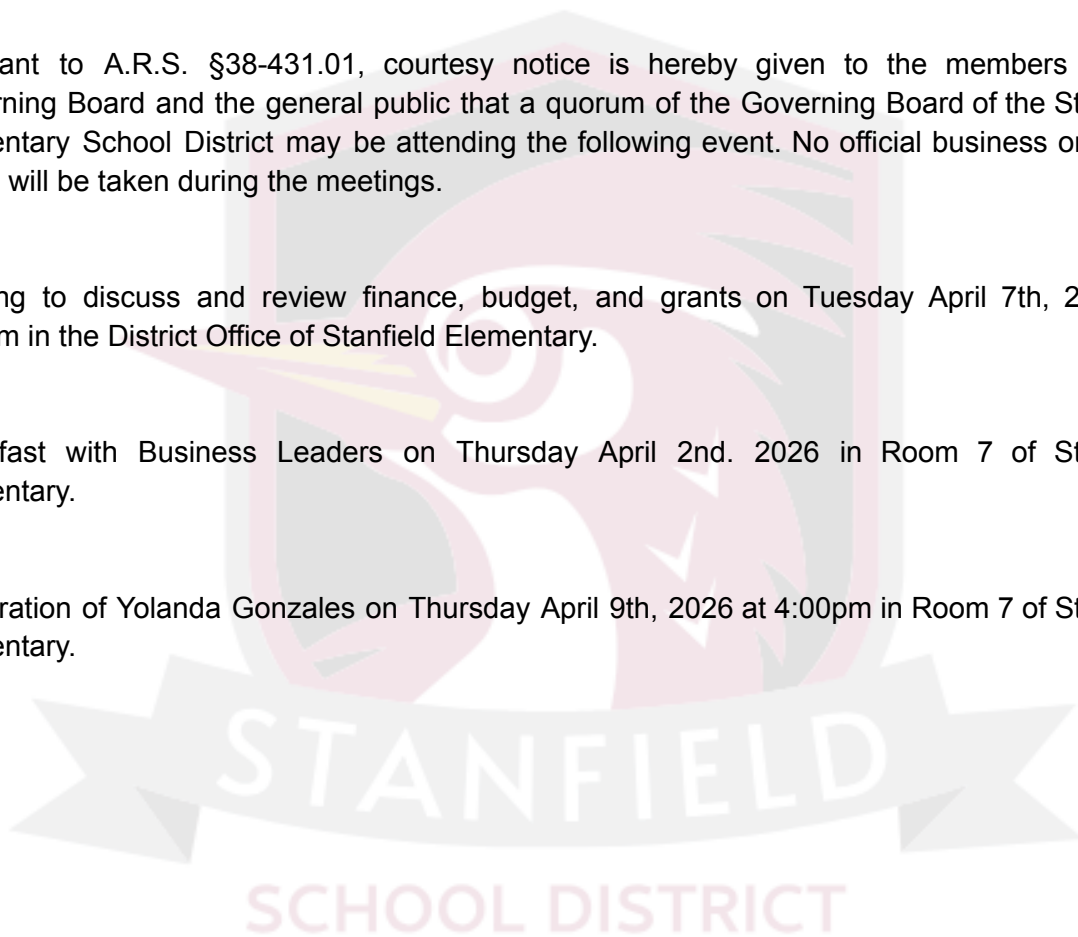 ant to A.R.S. §38-431.01, courtesy notice is hereby given to the members
rning Board and the general public that a quorum of the Governing Board of the St
entary School District may be attending the following event. No official business or
will be taken during the meetings.
ng to discuss and review finance, budget, and grants on Tuesday April 7th, 2
m in the District Office of Stanfield Elementary.
fast with Business Leaders on Thursday April 2nd. 2026 in Room 7 of St
entary.
ration of Yolanda Gonzales on Thursday April 9th, 2026 at 4:00pm in Room 7 of St
entary.
STANFIELD
SCHOOL DISTRICT